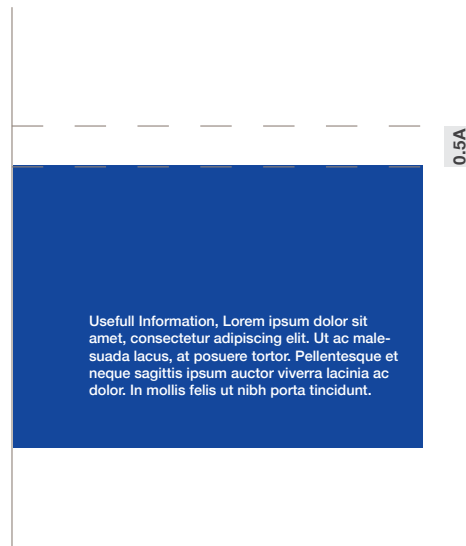 0.5A
Usefull Information, Lorem ipsum dolor sit
amet, consectetur adipiscing elit. Ut ac male-
suada lacus, at posuere tortor. Pellentesque et
neque sagittis ipsum auctor viverra lacinia ac
dolor. In mollis felis ut nibh porta tincidunt.